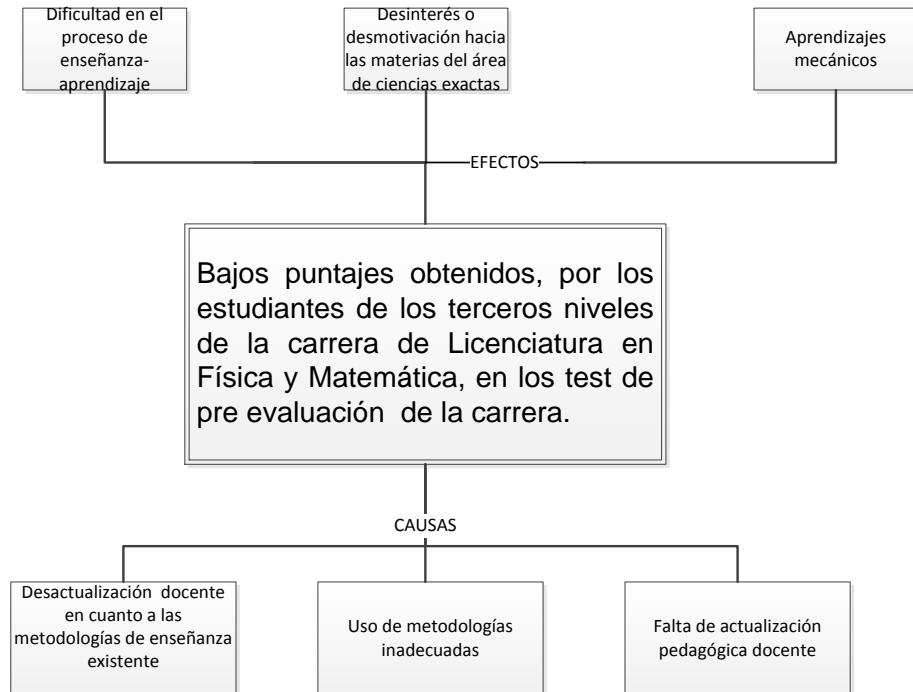 Dificultad en el
proceso de
enseñanza-
aprendizaje
Desinterés o
desmotivación hacia
las materias del área
de ciencias exactas
Aprendizajes
mecánicos
EFECTOS
Bajos puntajes obtenidos, por los
estudiantes de los terceros niveles
de la carrera de Licenciatura en
Física y Matemática, en los test de
pre evaluación de la carrera.
CAUSAS
Desactualización docente
en cuanto a las
metodologías de enseñanza
existente
Uso de metodologías
inadecuadas
Falta de actualización
pedagógica docente